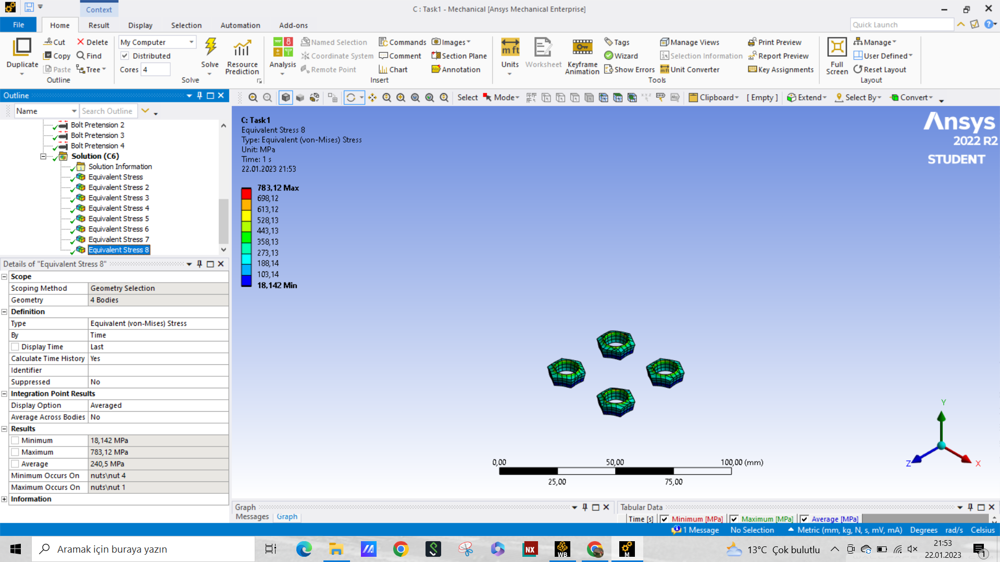 Context
C : Task1 - Mechanical [Ansys Mechanical Enterprise]
File Home Result Display Selection Automation Add-ons
Quick Launch
Duplicate
Cut
Copy
Paste
Delete
Find
Tree
Outline
My Computer
Distributed
Cores 4
Solve
Resource Prediction
Solve
Analysis
Named Selection
Coordinate System
Remote Point
Commands
Comment
Chart
Images
Section Plane
Annotation
Insert
m ft
Units
Worksheet
Keyframe Animation
Tags
Wizard
Show Errors
Manage Views
Selection Information
Unit Converter
Print Preview
Report Preview
Key Assignments
Tools
Full Screen
Manage
User Defined
Reset Layout
Layout
Outline
Name
Search Outline
Select Mode
Clipboard [ Empty ] Extend Select By Convert
Bolt Pretension 2
Bolt Pretension 3
Bolt Pretension 4
Solution (C6)
Solution Information
Equivalent Stress
Equivalent Stress 2
Equivalent Stress 3
Equivalent Stress 4
Equivalent Stress 5
Equivalent Stress 6
Equivalent Stress 7
Equivalent Stress 8
Details of "Equivalent Stress 8"
Scope
Scoping Method Geometry Selection
Geometry 4 Bodies
Definition
Type Equivalent (von-Mises) Stress
By Time
Display Time Last
Calculate Time History Yes
Identifier
Suppressed No
Integration Point Results
Display Option Averaged
Average Across Bodies No
Results
Minimum 18,142 MPa
Maximum 783,12 MPa
Average 240,5 MPa
Minimum Occurs On nuts\nut 4
Maximum Occurs On nuts\nut 1
Information
C: Task1
Equivalent Stress 8
Type: Equivalent (von-Mises) Stress
Unit: MPa
Time: 1 s
22.01.2023 21:53
783,12 Max
698,12
613,12
528,13
443,13
358,13
273,13
188,14
103,14
18,142 Min
Ansys
2022 R2
STUDENT
0,00 50,00 100,00 (mm)
25,00 75,00
Y
Z
X
Graph
Messages Graph
Tabular Data
Time [s] Minimum [MPa] Maximum [MPa] Average [MPa]
1 Message No Selection Metric (mm, kg, N, s, mV, mA) Degrees rad/s Celsius
Aramak için buraya yazın
NX
WB
M
13°C Çok bulutlu
21:53
22.01.2023
1